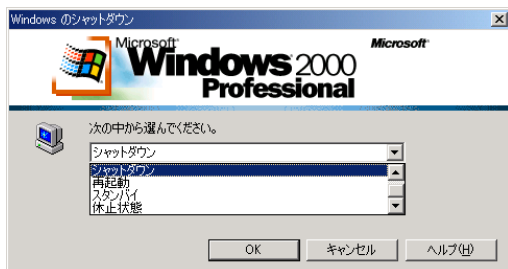 Windows のシャットダウン
Microsoft
Windows 2000
Professional
Microsoft
次の中から選んでください。
シャットダウン
シャットダウン
再起動
スタンバイ
休止状態
OK
キャンセル
ヘルプ(H)